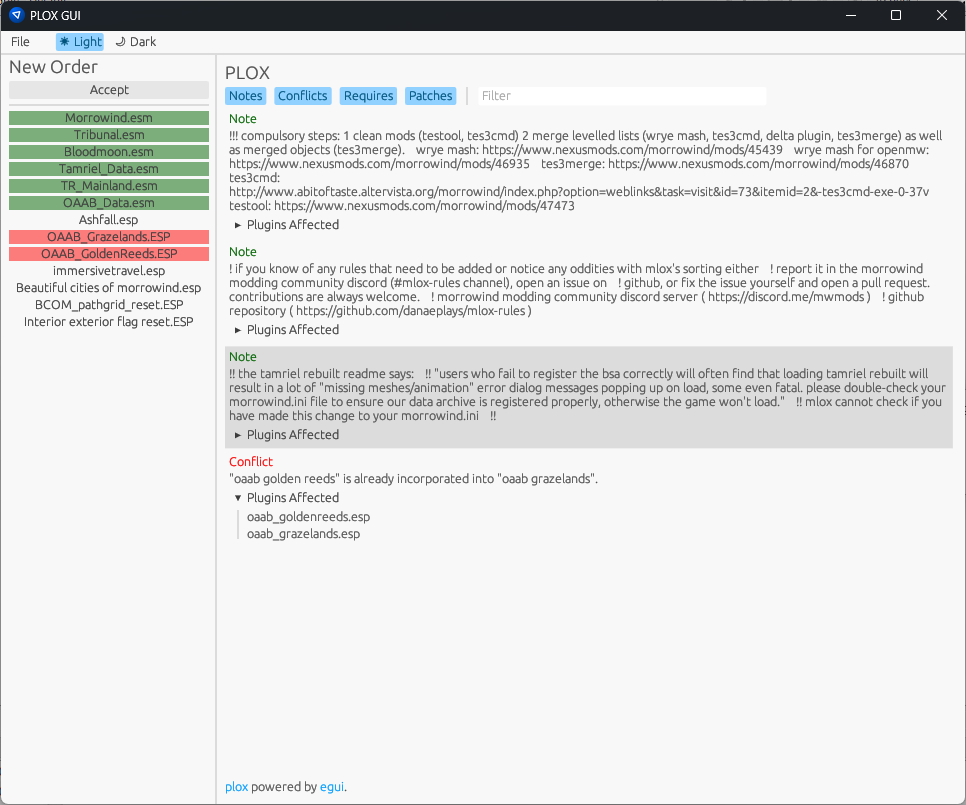 PLOX GUI
File
Light
Dark
New Order
Accept
Morrowind.esm
Tribunal.esm
Bloodmoon.esm
Tamriel_Data.esm
TR_Mainland.esm
OAAB_Data.esm
Ashfall.esp
OAAB_Grazelands.ESP
OAAB_GoldenReeds.ESP
immersivetravel.esp
Beautiful cities of morrowind.esp
BCOM_pathgrid_reset.ESP
Interior exterior flag reset.ESP
PLOX
Notes
Conflicts
Requires
Patches
Filter
Note
!!! compulsory steps: 1 clean mods (testool, tes3cmd) 2 merge levelled lists (wrye mash, tes3cmd, delta plugin, tes3merge) as well
as merged objects (tes3merge). wrye mash: https://www.nexusmods.com/morrowind/mods/45439 wrye mash for openmw:
https://www.nexusmods.com/morrowind/mods/46935 tes3merge: https://www.nexusmods.com/morrowind/mods/46870
tes3cmd:
http://www.abitoftaste.altervista.org/morrowind/index.php?option=weblinks&task=visit&id=73&itemid=2&-tes3cmd-exe-0-37v
testool: https://www.nexusmods.com/morrowind/mods/47473
Plugins Affected
Note
! if you know of any rules that need to be added or notice any oddities with mlox's sorting either ! report it in the morrowind
modding community discord (#mlox-rules channel), open an issue on ! github, or fix the issue yourself and open a pull request.
contributions are always welcome. ! morrowind modding community discord server ( https://discord.me/mwmods ) ! github
repository ( https://github.com/danaeplays/mlox-rules )
Plugins Affected
Note
!! the tamriel rebuilt readme says: !! "users who fail to register the bsa correctly will often find that loading tamriel rebuilt will
result in a lot of "missing meshes/animation" error dialog messages popping up on load, some even fatal. please double-check your
morrowind.ini file to ensure our data archive is registered properly, otherwise the game won't load." !! mlox cannot check if you
have made this change to your morrowind.ini !!
Plugins Affected
Conflict
"oaab golden reeds" is already incorporated into "oaab grazelands".
Plugins Affected
oaab_goldenreeds.esp
oaab_grazelands.esp
plox powered by egui.